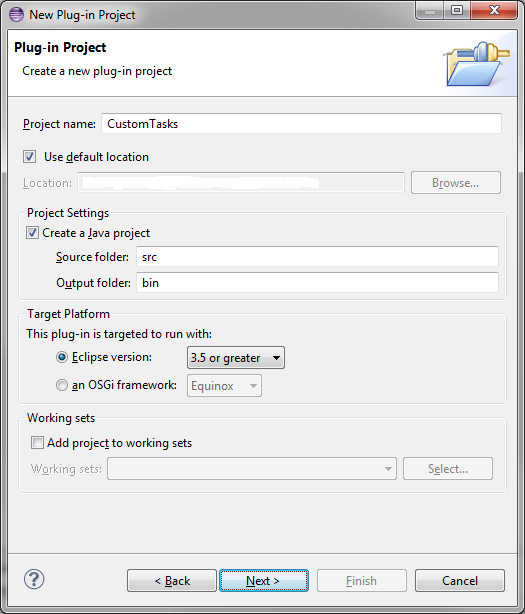 New Plug-in Project
Plug-in Project
Create a new plug-in project
Project name: CustomTasks
Use default location
Location: Browse...
Project Settings
Create a Java project
Source folder: src
Output folder: bin
Target Platform
This plug-in is targeted to run with:
Eclipse version: 3.5 or greater
an OSGi framework: Equinox
Working sets
Add project to working sets
Working sets: Select...
? < Back Next > Finish Cancel